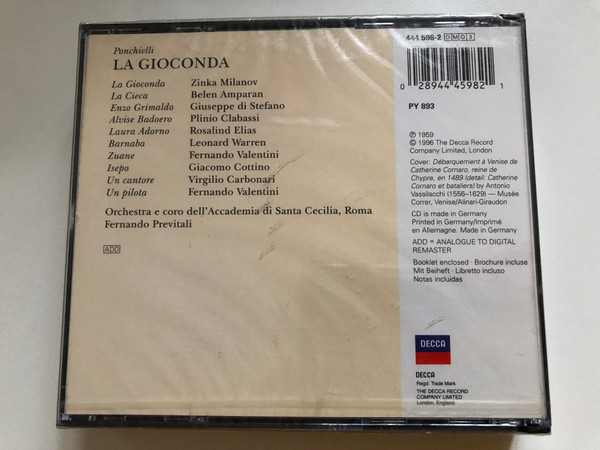 Ponchielli
LA GIOCONDA
La Gioconda Zinka Milanov
La Cieca Belen Amparan
Enzo Grimaldo Giuseppe di Stefano
Alvise Badoero Plinio Clabassi
Laura Adorno Rosalind Elias
Barnaba Leonard Warren
Zuane Fernando Valentini
Isepo Giacomo Cottino
Un cantore Virgilio Carbonari
Un pilota Fernando Valentini
Orchestra e coro dell'Accademia di Santa Cecilia, Roma
Fernando Previtali
ADD
444 598-2 DMO3
0 28944 45982 1
PY 893
℗ 1959
© 1996 The Decca Record
Company Limited, London
Cover: Débarquement à Venise de
Catherine Cornaro, reine de
Chypre, en 1489 (detail: Catherine
Cornaro et bataliers) by Antonio
Vassilacchi (1556–1629) — Musée
Correr, Venise/Alinari-Giraudon
CD is made in Germany
Printed in Germany/Imprimé
en Allemagne. Made in Germany
ADD = ANALOGUE TO DIGITAL
REMASTER
Booklet enclosed · Brochure incluse
Mit Beiheft · Libretto incluso
Notas incluidas
DECCA
DECCA
Regd. Trade Mark
THE DECCA RECORD
COMPANY LIMITED
London, England